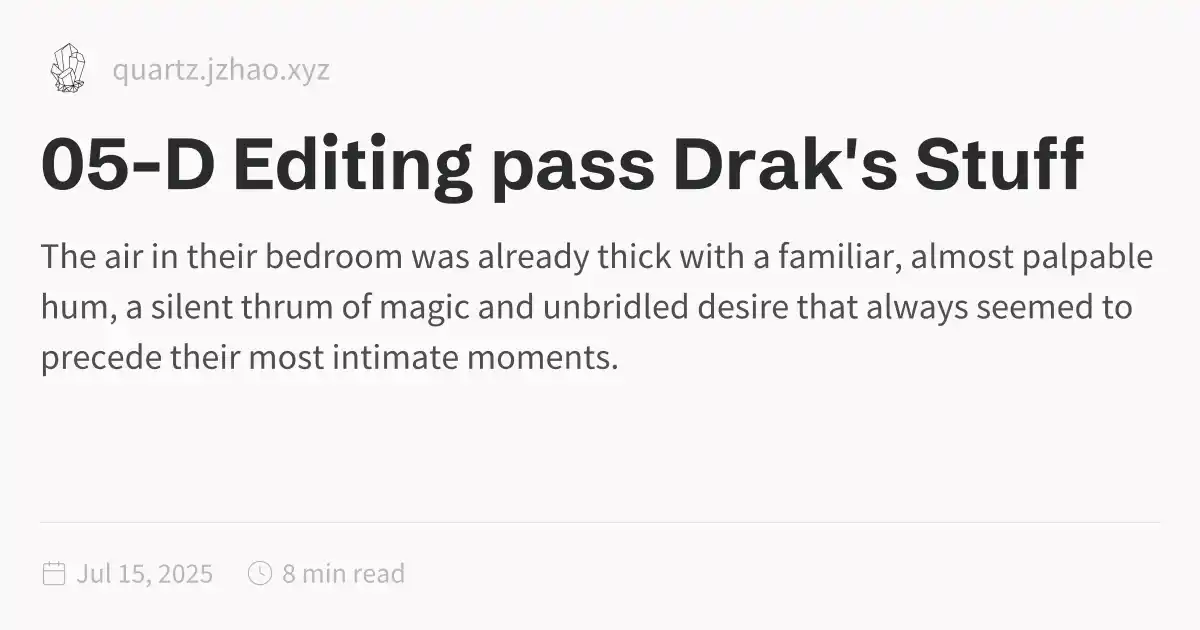 quartz.jzhao.xyz
05-D Editing pass Drak's Stuff
The air in their bedroom was already thick with a familiar, almost palpable
hum, a silent thrum of magic and unbridled desire that always seemed to
precede their most intimate moments.
Jul 15, 2025 8 min read